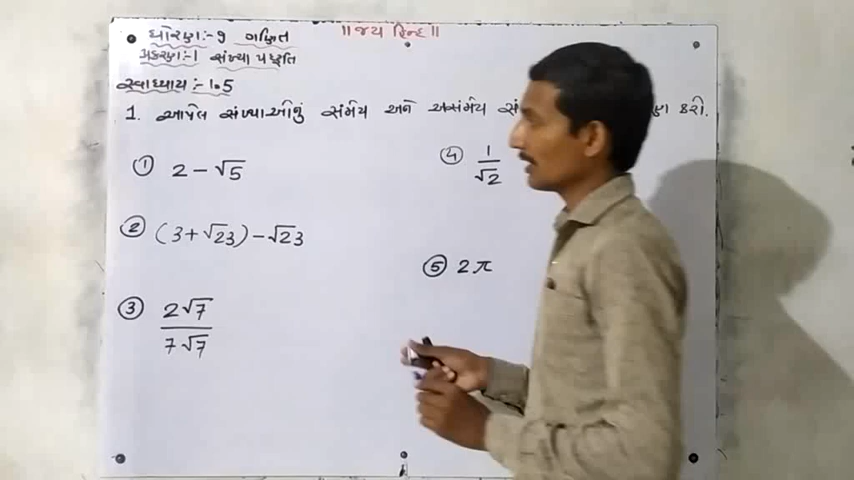 ॥ જય હિન્દ ॥
ધોરણ :- ૭ ગણિત
પ્રકરણ :- 1 સંખ્યા પદ્ધતિ
સ્વાધ્યાય :- 1.5
1. આપેલ સંખ્યાઓનું સંમેય અને અસંમેય કરો.
① 2 - √5
② (3 + √23) - √23
③ 2√7 / 7√7
④ 1 / √2
⑤ 2π